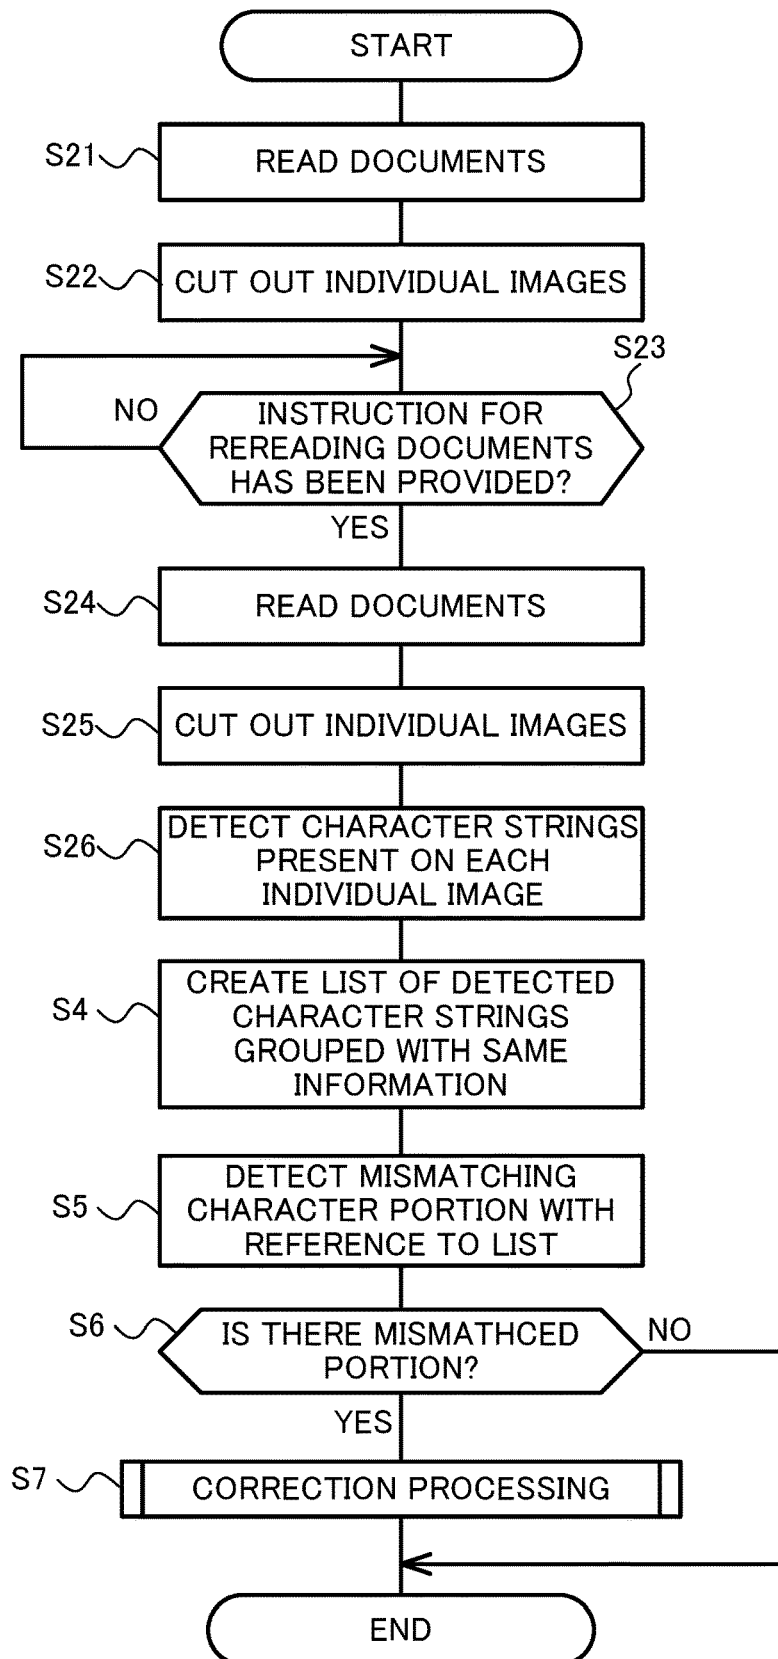 START
S21
READ DOCUMENTS
S22
CUT OUT INDIVIDUAL IMAGES
S23
NO
INSTRUCTION FOR
REREADING DOCUMENTS
HAS BEEN PROVIDED?
YES
S24
READ DOCUMENTS
S25
CUT OUT INDIVIDUAL IMAGES
S26
DETECT CHARACTER STRINGS
PRESENT ON EACH
INDIVIDUAL IMAGE
S4
CREATE LIST OF DETECTED
CHARACTER STRINGS
GROUPED WITH SAME
INFORMATION
S5
DETECT MISMATCHING
CHARACTER PORTION WITH
REFERENCE TO LIST
S6
IS THERE MISMATHCED
PORTION?
NO
YES
S7
CORRECTION PROCESSING
END